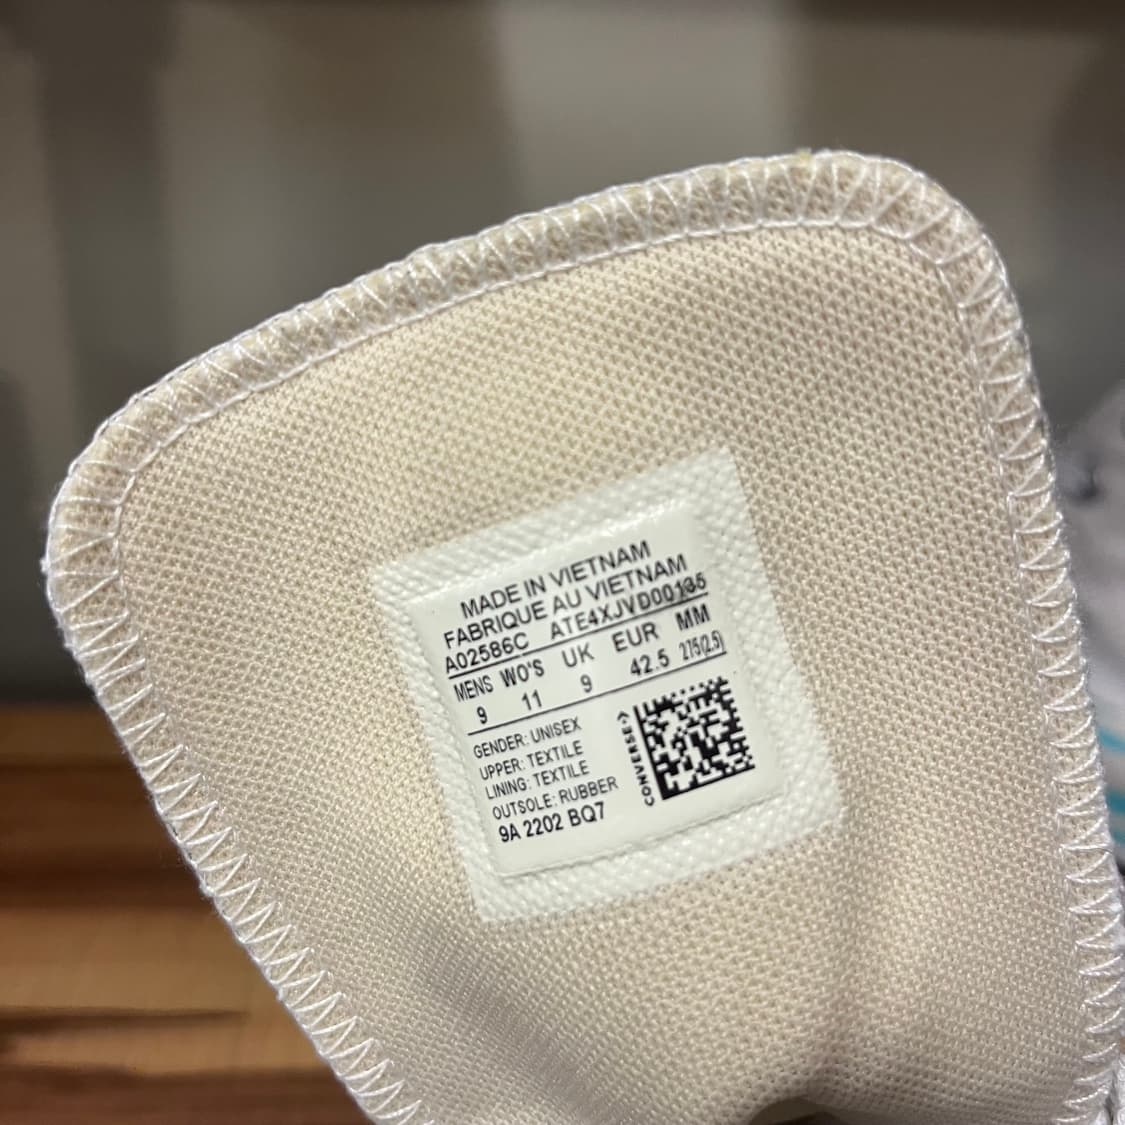 MADE IN VIETNAM
FABRIQUE AU VIETNAM
A02586C ATE4XJVD00135
MENS WO'S UK EUR MM
9 11 9 42.5 275(2.5)
GENDER: UNISEX
UPPER: TEXTILE
LINING: TEXTILE
OUTSOLE: RUBBER
9A 2202 BQ7
CONVERSE->